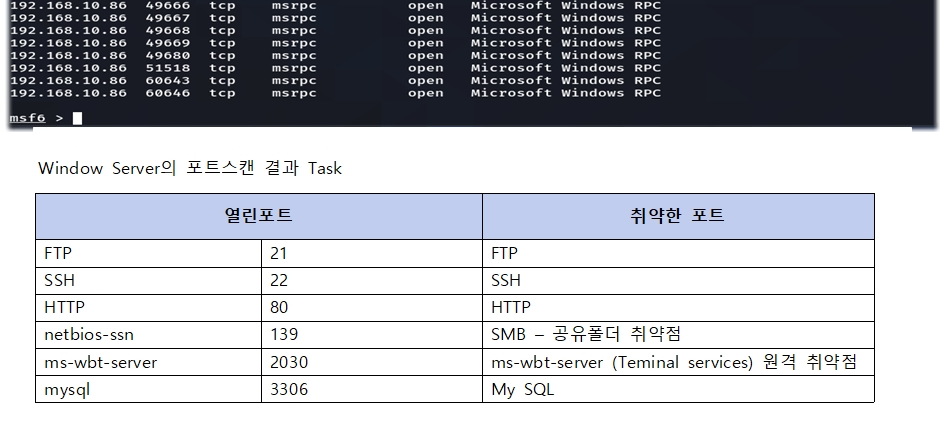 192.168.10.86 49666 tcp msrpc open Microsoft Windows RPC
192.168.10.86 49667 tcp msrpc open Microsoft Windows RPC
192.168.10.86 49668 tcp msrpc open Microsoft Windows RPC
192.168.10.86 49669 tcp msrpc open Microsoft Windows RPC
192.168.10.86 49680 tcp msrpc open Microsoft Windows RPC
192.168.10.86 51518 tcp msrpc open Microsoft Windows RPC
192.168.10.86 60643 tcp msrpc open Microsoft Windows RPC
192.168.10.86 60646 tcp msrpc open Microsoft Windows RPC
msf6 >
Window Server의 포트스캔 결과 Task
열린포트 취약한 포트
FTP 21 FTP
SSH 22 SSH
HTTP 80 HTTP
netbios-ssn 139 SMB – 공유폴더 취약점
ms-wbt-server 2030 ms-wbt-server (Teminal services) 원격 취약점
mysql 3306 My SQL